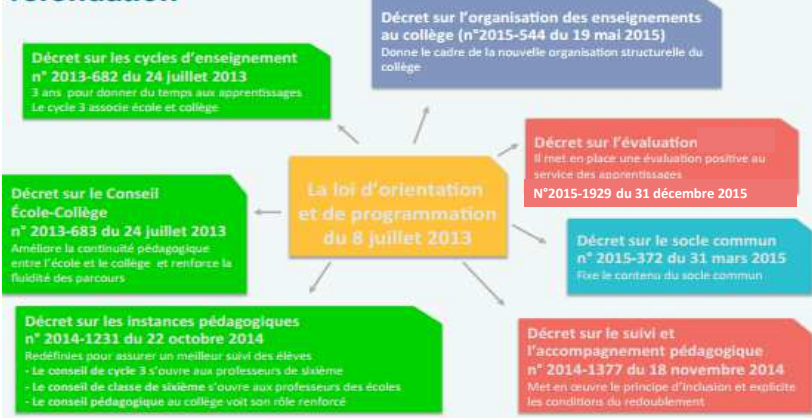 Décret sur l'organisation des enseignements
au collège (n°2015-544 du 19 mai 2015)
Donne le cadre de la nouvelle organisation structurelle du
collège
Décret sur les cycles d'enseignement
n° 2013-682 du 24 juillet 2013
3 ans pour donner du temps aux apprentissages
Le cycle 3 associe école et collège
Décret sur l'évaluation
Il met en place une évaluation positive au
service des apprentissages
N°2015-1929 du 31 décembre 2015
La loi d'orientation
et de programmation
du 8 juillet 2013
Décret sur le Conseil
École-Collège
n° 2013-683 du 24 juillet 2013
Améliore la continuité pédagogique
entre l'école et le collège et renforce la
fluidité des parcours
Décret sur le socle commun
n° 2015-372 du 31 mars 2015
Fixe le contenu du socle commun
Décret sur les instances pédagogiques
n° 2014-1231 du 22 octobre 2014
Redéfinies pour assurer un meilleur suivi des élèves
- Le conseil de cycle 3 s'ouvre aux professeurs de sixième
- Le conseil de classe de sixième s'ouvre aux professeurs des écoles
- Le conseil pédagogique au collège voit son rôle renforcé
Décret sur le suivi et
l'accompagnement pédagogique
n° 2014-1377 du 18 novembre 2014
Met en œuvre le principe d'inclusion et explicite
les conditions du redoublement